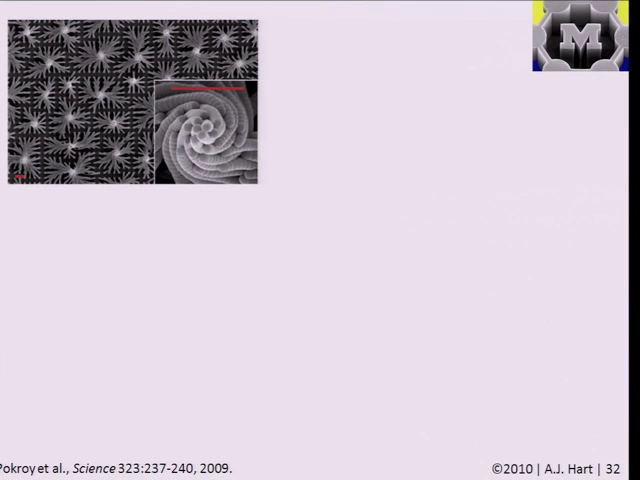 M
Pokroy et al., Science 323:237-240, 2009.
©2010 | A.J. Hart | 32